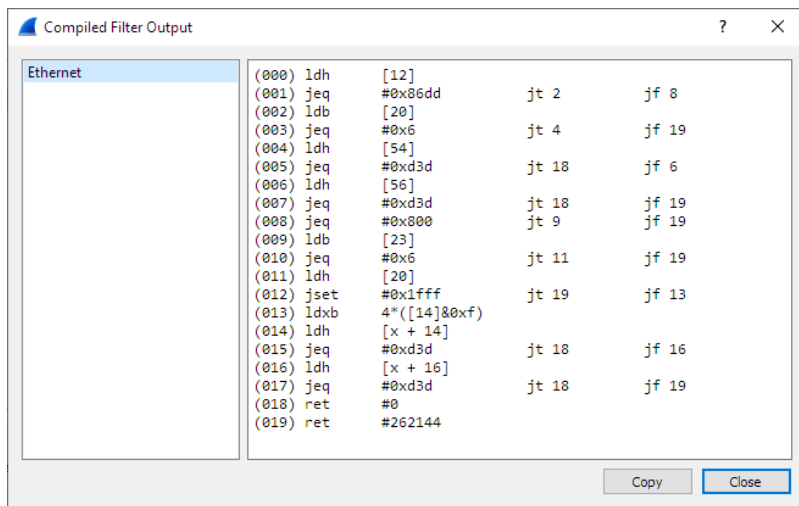 Compiled Filter Output
?
Ethernet
(000) ldh [12]
(001) jeq #0x86dd jt 2 jf 8
(002) ldb [20]
(003) jeq #0x6 jt 4 jf 19
(004) ldh [54]
(005) jeq #0xd3d jt 18 jf 6
(006) ldh [56]
(007) jeq #0xd3d jt 18 jf 19
(008) jeq #0x800 jt 9 jf 19
(009) ldb [23]
(010) jeq #0x6 jt 11 jf 19
(011) ldh [20]
(012) jset #0x1fff jt 19 jf 13
(013) ldxb 4*([14]&0xf)
(014) ldh [x + 14]
(015) jeq #0xd3d jt 18 jf 16
(016) ldh [x + 16]
(017) jeq #0xd3d jt 18 jf 19
(018) ret #0
(019) ret #262144
Copy
Close